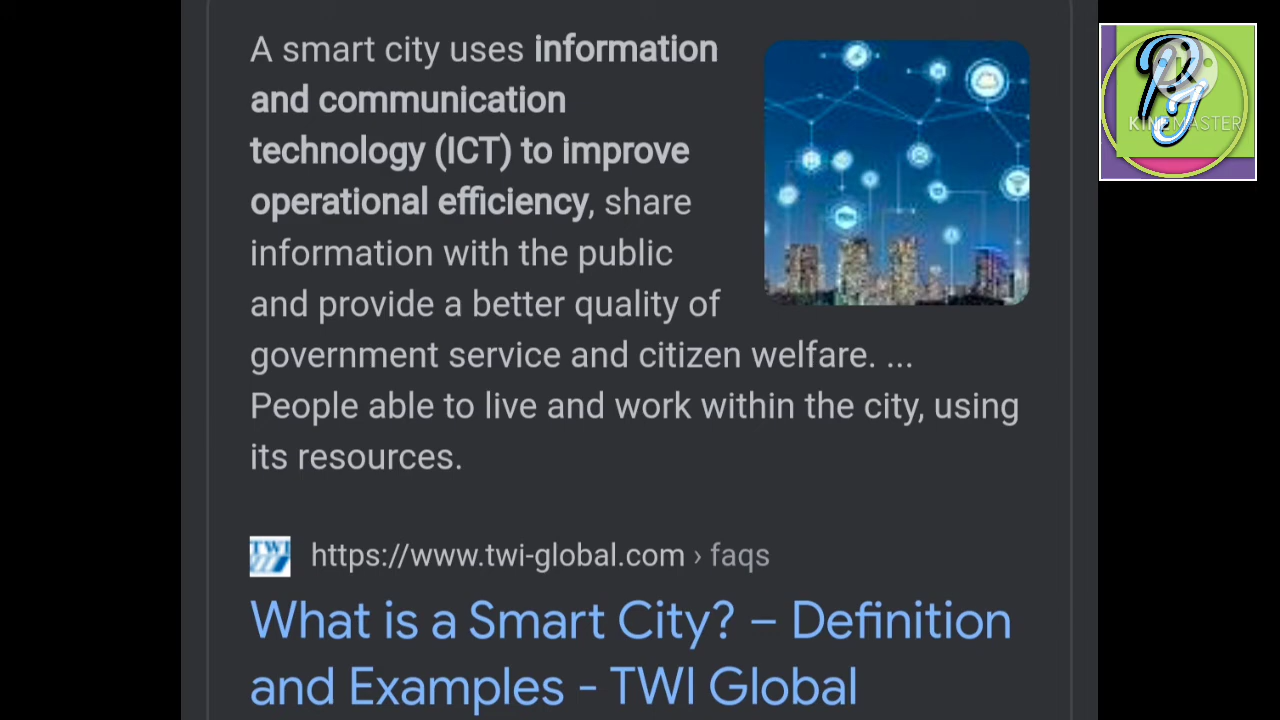 A smart city uses information
and communication
technology (ICT) to improve
operational efficiency, share
information with the public
and provide a better quality of
government service and citizen welfare. ...
People able to live and work within the city, using
its resources.
TWI
https://www.twi-global.com › faqs
What is a Smart City? – Definition
and Examples - TWI Global
KINEMASTER